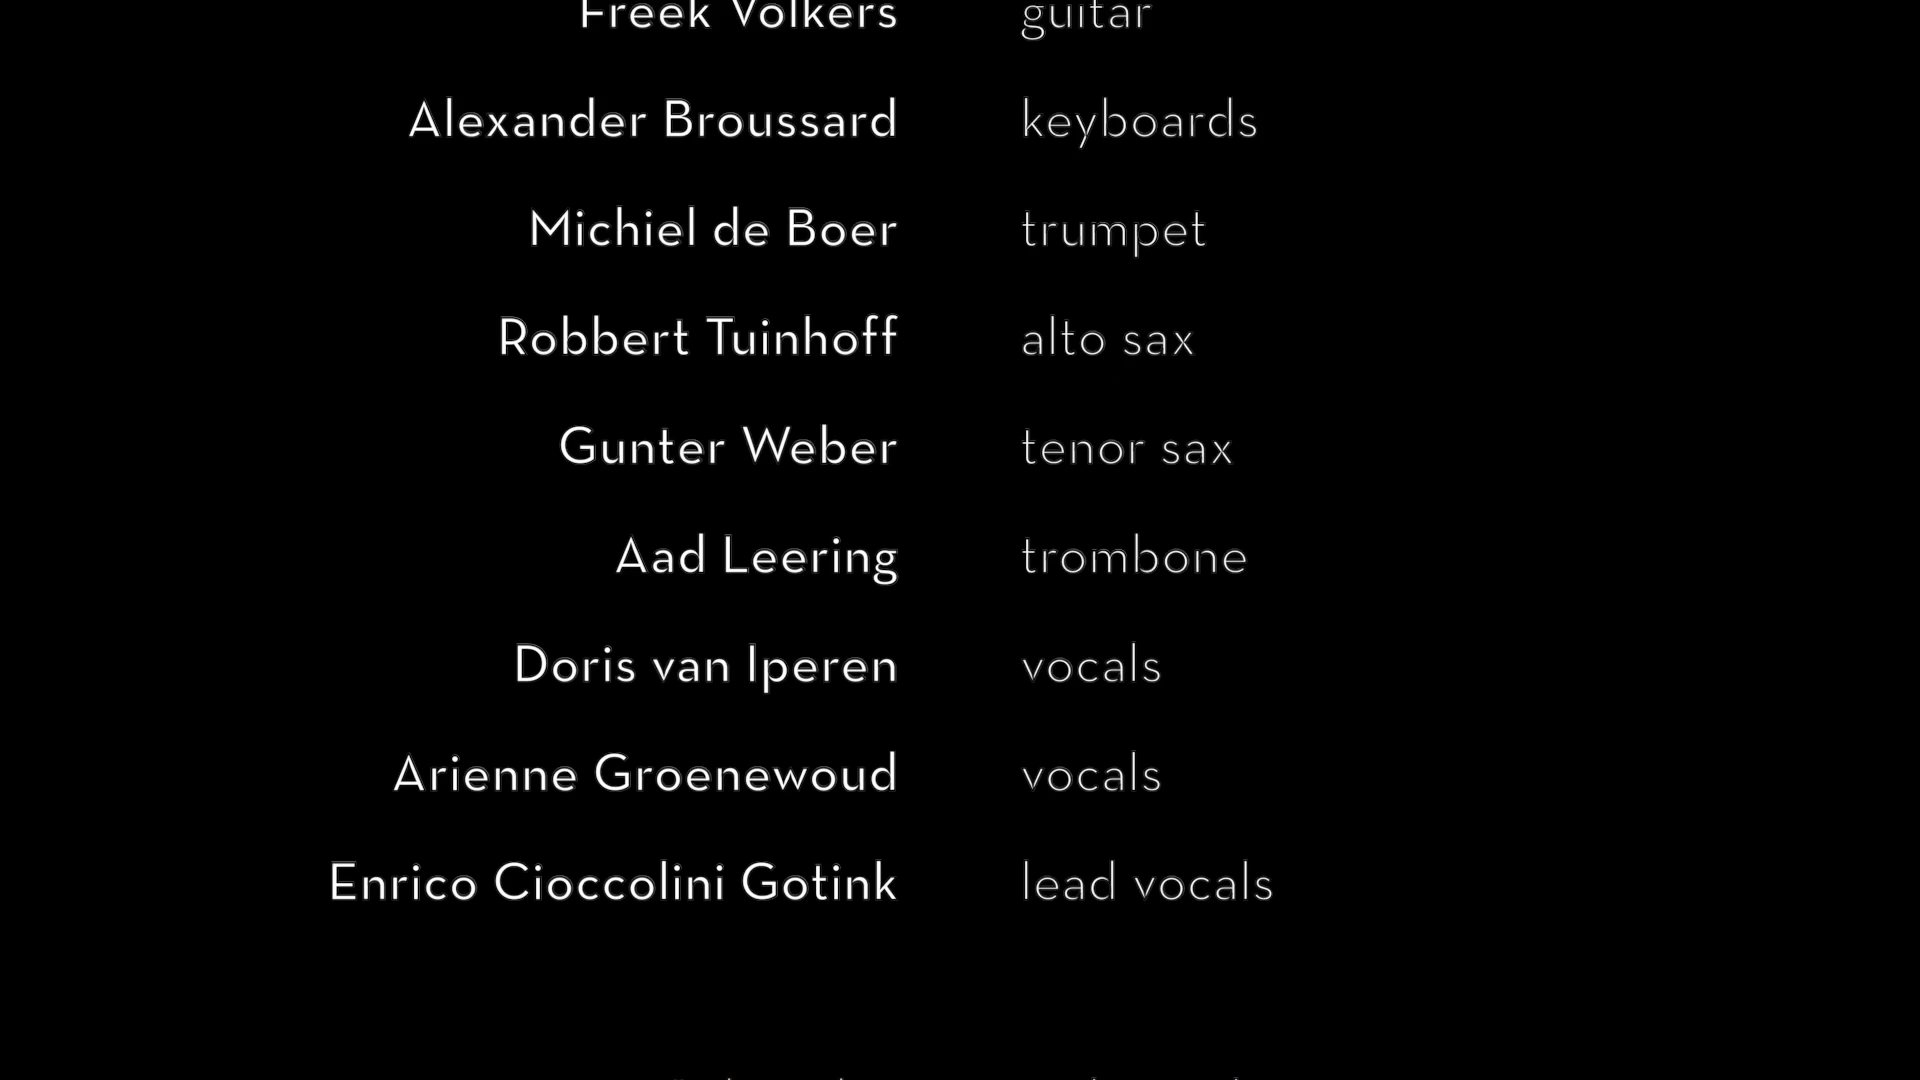 Freek Volkers guitar
Alexander Broussard keyboards
Michiel de Boer trumpet
Robbert Tuinhoff alto sax
Gunter Weber tenor sax
Aad Leering trombone
Doris van Iperen vocals
Arienne Groenewoud vocals
Enrico Cioccolini Gotink lead vocals